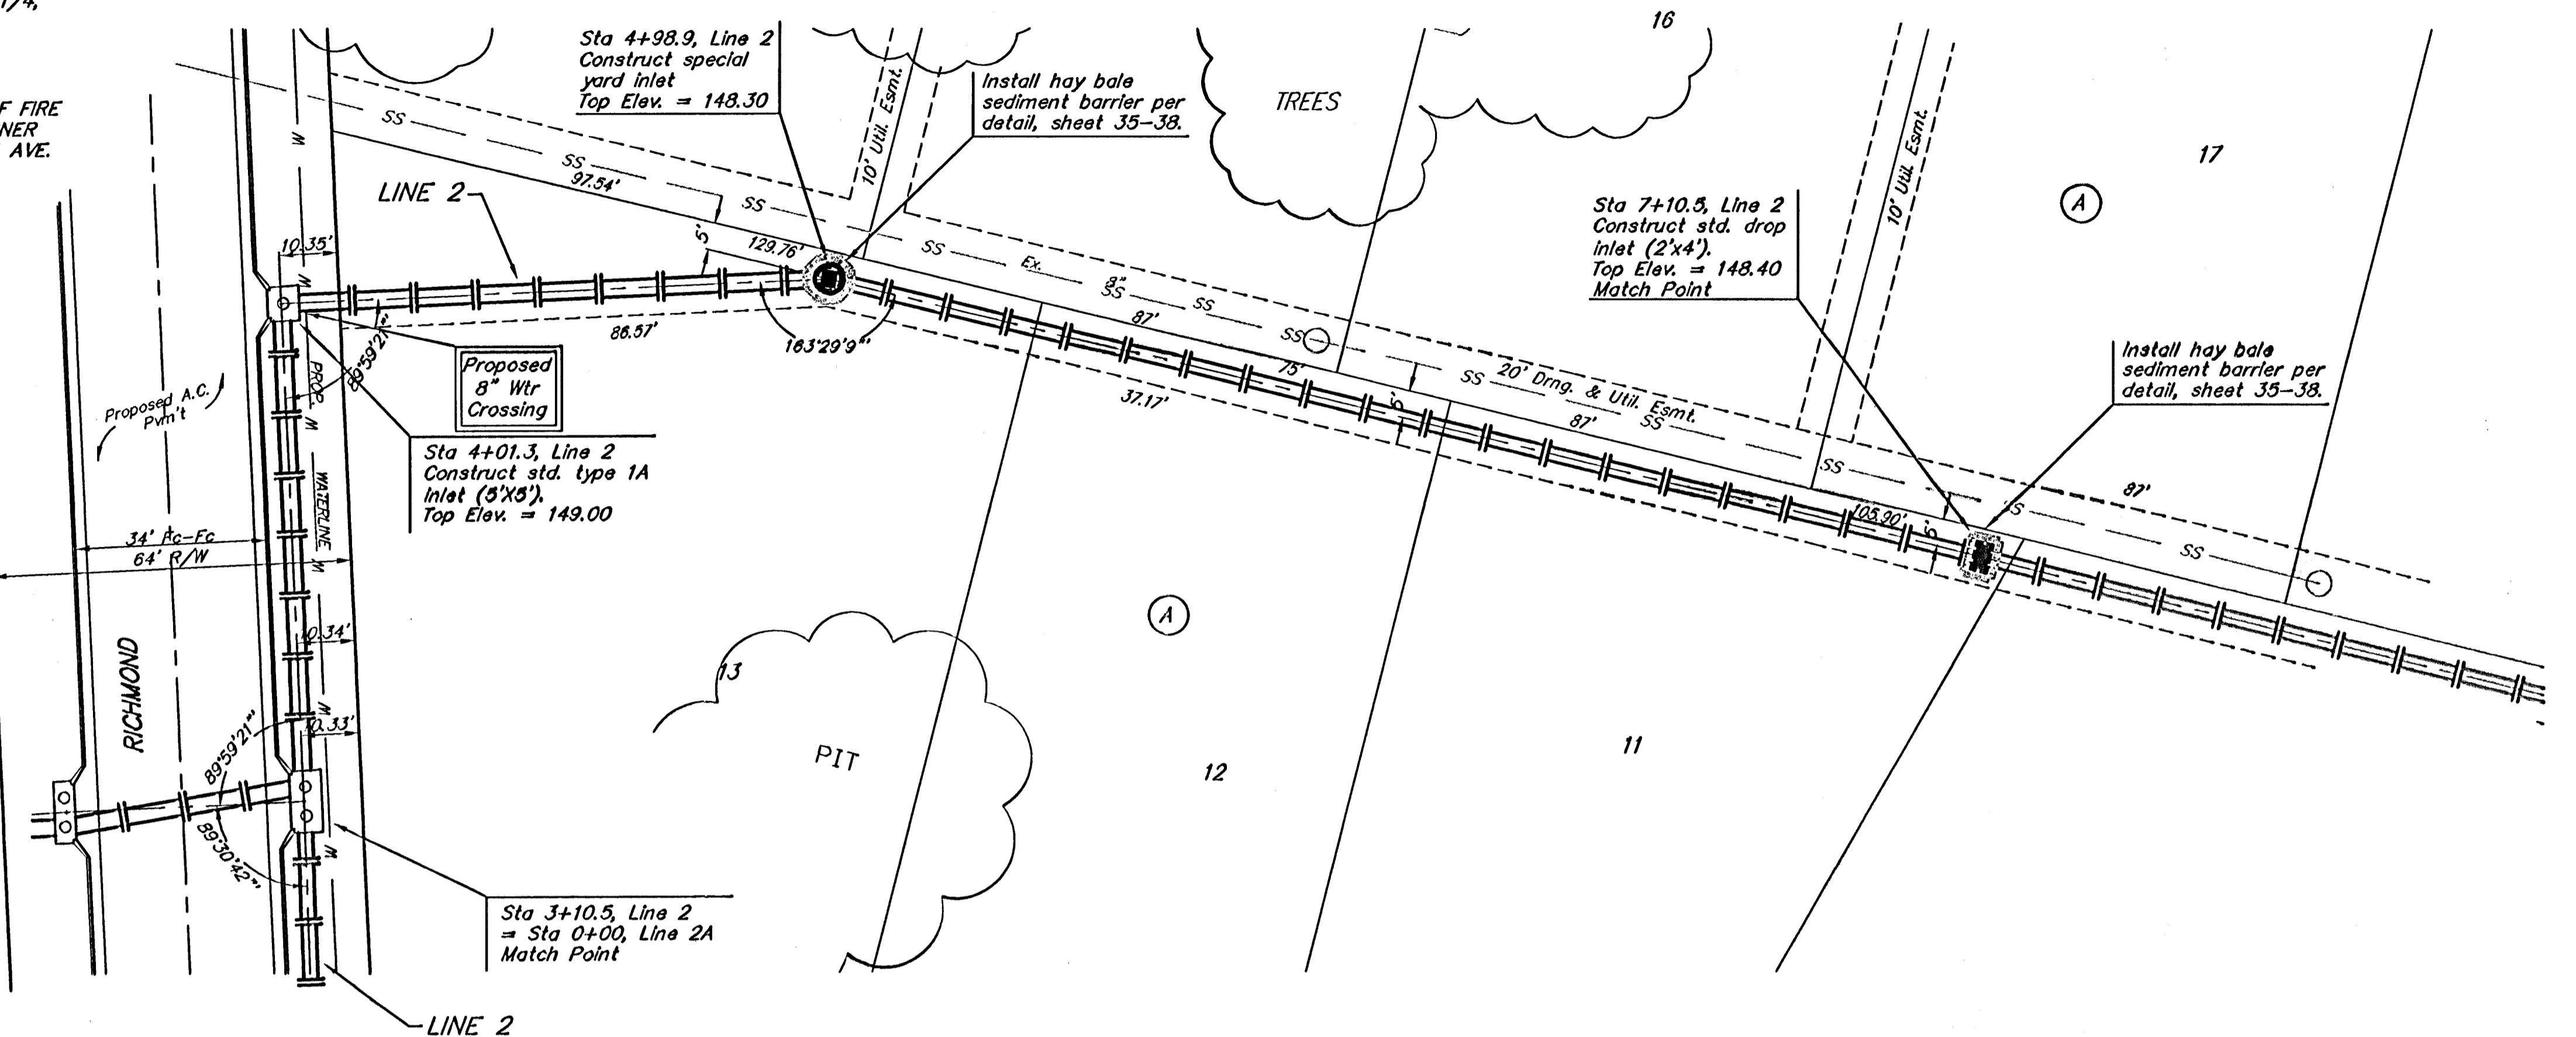 1/4,
F FIRE
NER
AVE.
Sta 4+98.9, Line 2
Construct special
yard inlet
Top Elev. = 148.30
10' Util. Esmt.
Install hay bale
sediment barrier per
detail, sheet 35-38.
TREES
16
10' Util. Esmt.
17
A
SS
SS
97.54'
LINE 2
SS
5'
129.76'
10.35'
SS
Ex.
8"
SS
SS
SS
87'
75'
37.17'
86.57'
163°29'9"
89°59'21"
Proposed
8" Wtr
Crossing
Sta 4+01.3, Line 2
Construct std. type 1A
inlet (5'X5').
Top Elev. = 149.00
Sta 7+10.5, Line 2
Construct std. drop
inlet (2'x4').
Top Elev. = 148.40
Match Point
Install hay bale
sediment barrier per
detail, sheet 35-38.
5'
SS
20' Drng. & Util. Esmt.
87'
SS
SS
105.90'
5'
SS
87'
SS
Proposed A.C.
Pvm't
PROP.
W
W
W
WATERLINE
W
W
W
34' Fc-Fc
64' R/W
10.34'
10.33'
RICHMOND
89°59'21"
89°30'42"
13
PIT
A
12
11
Sta 3+10.5, Line 2
= Sta 0+00, Line 2A
Match Point
LINE 2